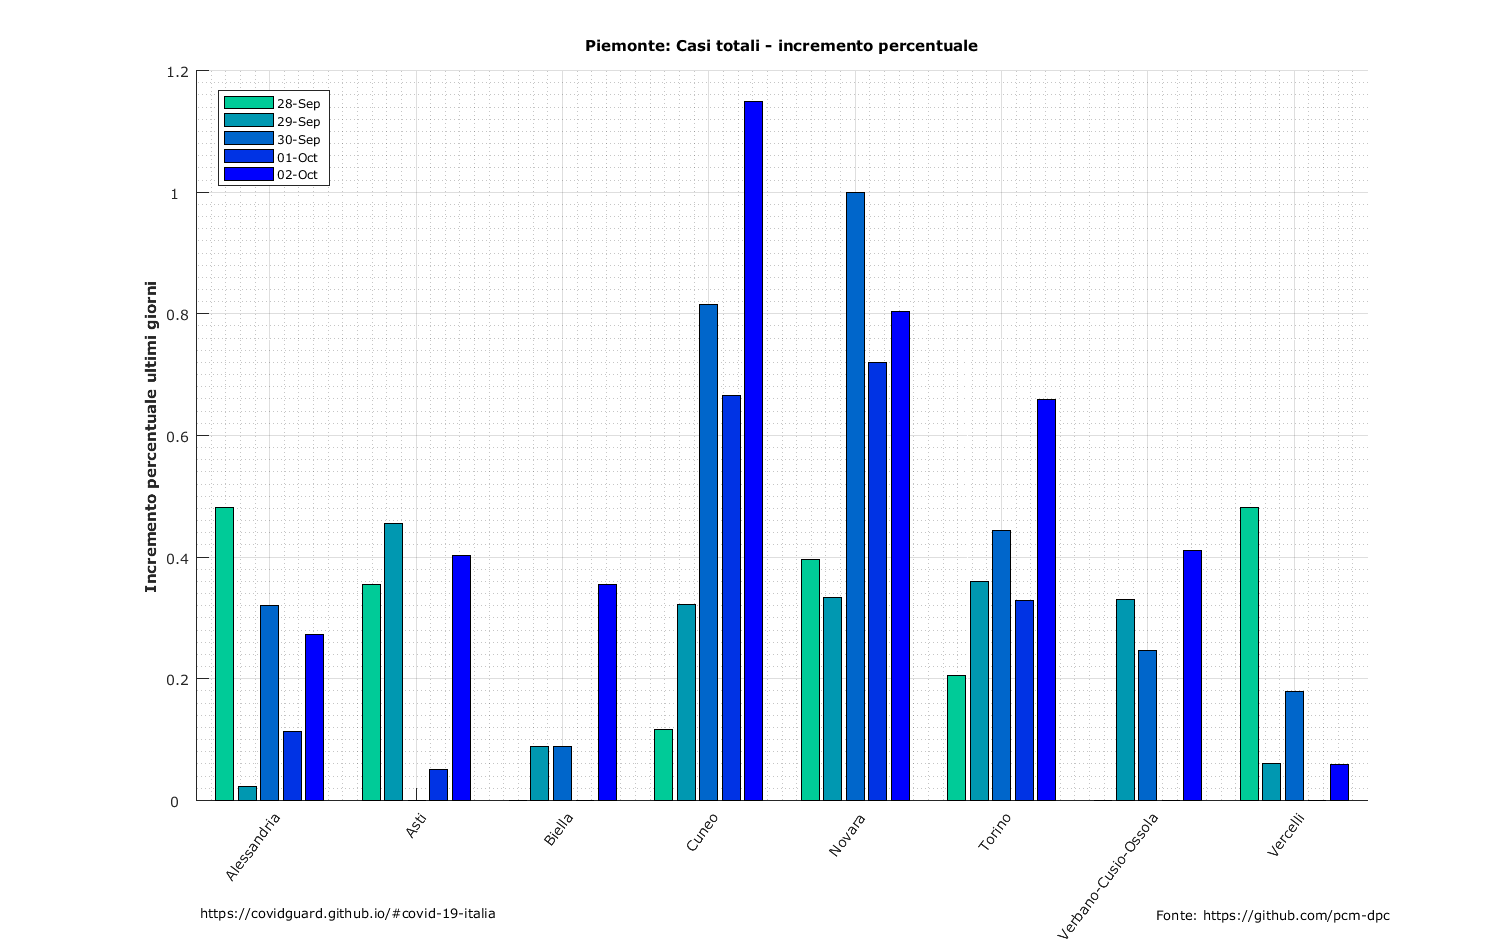 Piemonte: Casi totali - incremento percentuale
1.2
1
0.8
0.6
0.4
0.2
0
Incremento percentuale ultimi giorni
28-Sep
29-Sep
30-Sep
01-Oct
02-Oct
Alessandria
Asti
Biella
Cuneo
Novara
Torino
Verbano-Cusio-Ossola
Vercelli
https://covidguard.github.io/#covid-19-italia
Fonte: https://github.com/pcm-dpc